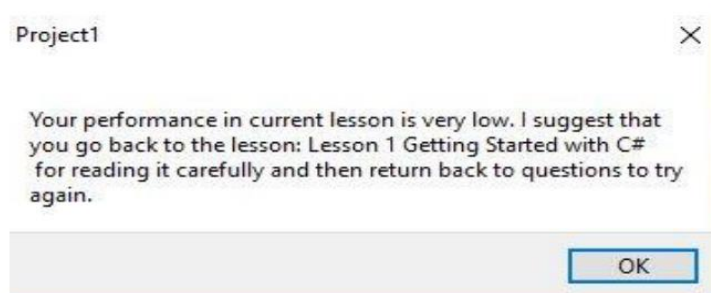 Project1
Your performance in current lesson is very low. I suggest that
you go back to the lesson: Lesson 1 Getting Started with C#
for reading it carefully and then return back to questions to try
again.
OK